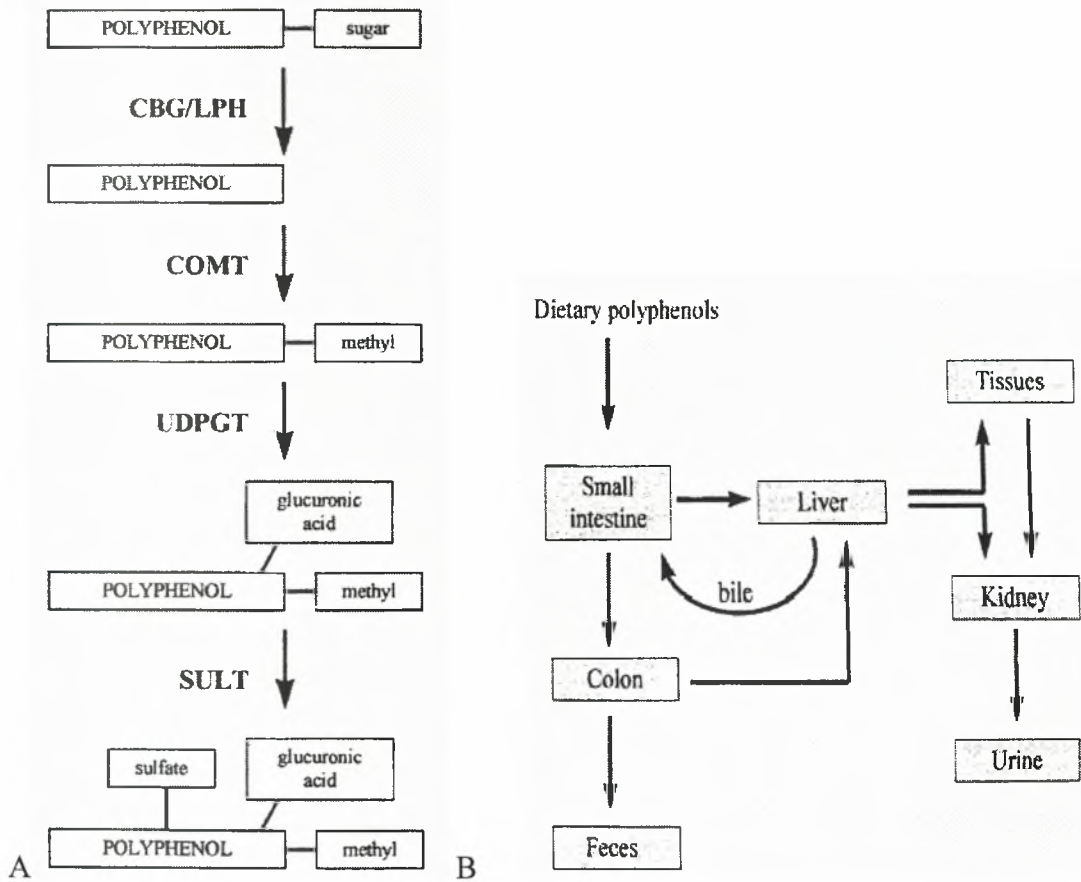 POLYPHENOL
sugar
CBG/LPH
POLYPHENOL
COMT
POLYPHENOL
methyl
UDPGT
glucuronic
acid
POLYPHENOL
methyl
SULT
sulfate
glucuronic
acid
POLYPHENOL
methyl
A
Dietary polyphenols
Small
intestine
Liver
Tissues
bile
Kidney
Colon
Urine
Feces
B